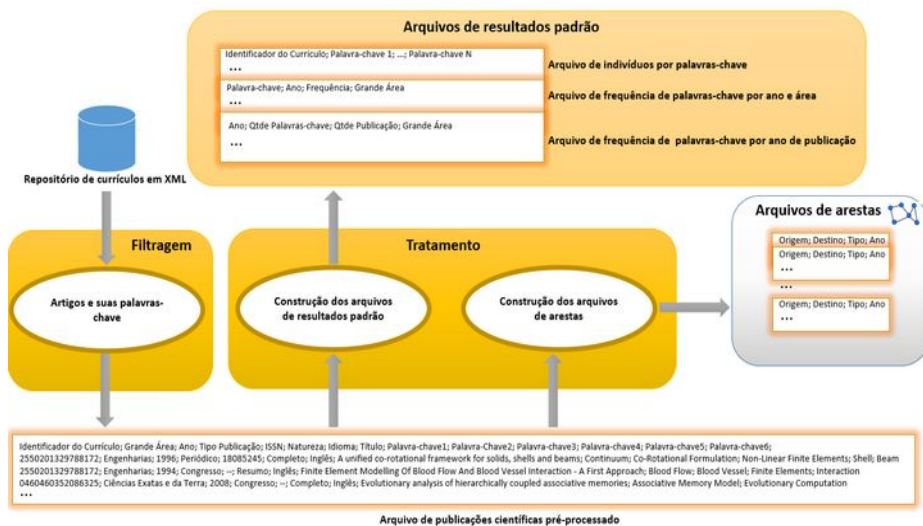 Arquivos de resultados padrão
Identificador do Currículo; Palavra-chave 1; ...; Palavra-chave N
...
Arquivo de indivíduos por palavras-chave
Palavra-chave; Ano; Frequência; Grande Área
...
Arquivo de frequência de palavras-chave por ano e área
Ano; Qtde Palavras-chave; Qtde Publicação; Grande Área
...
Arquivo de frequência de palavras-chave por ano de publicação
Repositório de currículos em XML
Filtragem
Artigos e suas palavras-
chave
Tratamento
Construção dos arquivos
de resultados padrão
Construção dos arquivos
de arestas
Arquivos de arestas
Origem; Destino; Tipo; Ano
Origem; Destino; Tipo; Ano
...
...
Origem; Destino; Tipo; Ano
...
Identificador do Currículo; Grande Área; Ano; Tipo Publicação; ISSN; Natureza; Idioma; Título; Palavra-chave1; Palavra-Chave2; Palavra-chave3; Palavra-chave4; Palavra-chave5; Palavra-chave6;
2550201329788172; Engenharias; 1996; Periódico; 18085245; Completo; Inglês; A unified co-rotational framework for solids, shells and beams; Continuum; Co-Rotational Formulation; Non-Linear Finite Elements; Shell; Beam
2550201329788172; Engenharias; 1994; Congresso; --; Resumo; Inglês; Finite Element Modelling Of Blood Flow And Blood Vessel Interaction - A First Approach; Blood Flow; Blood Vessel; Finite Elements; Interaction
0460460352086325; Ciências Exatas e da Terra; 2008; Congresso; --; Completo; Inglês; Evolutionary analysis of hierarchically coupled associative memories; Associative Memory Model; Evolutionary Computation
...
Arquivo de publicações científicas pré-processado